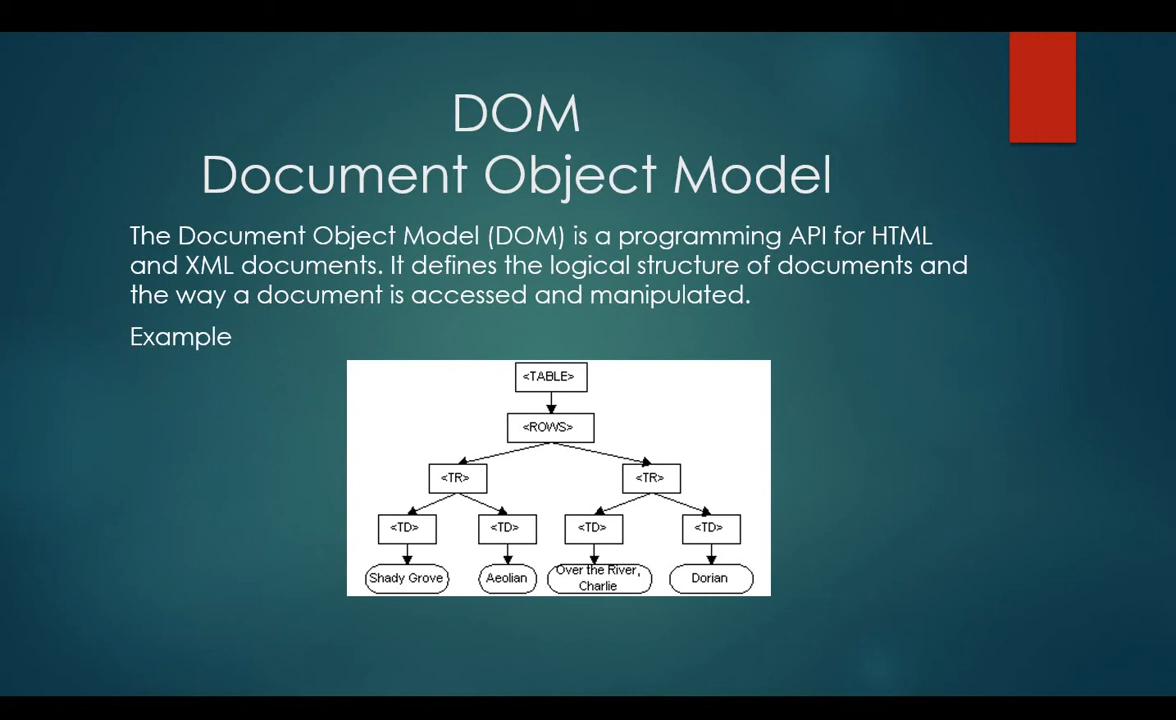 DOM
Document Object Model
The Document Object Model (DOM) is a programming API for HTML
and XML documents. It defines the logical structure of documents and
the way a document is accessed and manipulated.
Example
<TABLE>
<ROWS>
<TR> <TR>
<TD> <TD> <TD> <TD>
Shady Grove Aeolian Over the River, Charlie Dorian